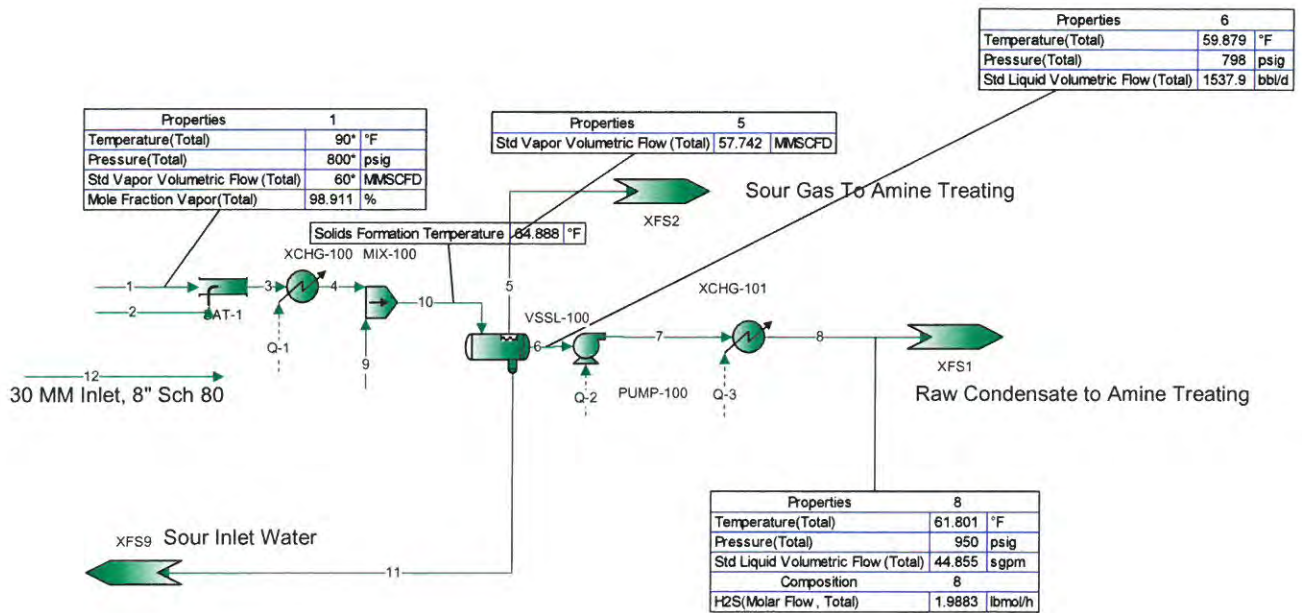 Properties 6
Temperature(Total) 59.879 °F
Pressure(Total) 798 psig
Std Liquid Volumetric Flow (Total) 1537.9 bbl/d
Properties 1
Temperature(Total) 90* °F
Pressure(Total) 800* psig
Std Vapor Volumetric Flow (Total) 60* MMSCFD
Mole Fraction Vapor(Total) 98.911 %
Properties 5
Std Vapor Volumetric Flow (Total) 57.742 MMSCFD
Sour Gas To Amine Treating
XFS2
Solids Formation Temperature 64.888 °F
XCHG-100 MIX-100
XCHG-101
1 3 4 10 5
2 SAT-1
VSSL-100
6 7 8
Q-1 9
XFS1
12
Q-2 PUMP-100 Q-3
30 MM Inlet, 8" Sch 80
Raw Condensate to Amine Treating
Properties 8
Temperature(Total) 61.801 °F
Pressure(Total) 950 psig
Std Liquid Volumetric Flow (Total) 44.855 sgpm
Composition 8
H2S(Molar Flow, Total) 1.9883 lbmol/h
XFS9 Sour Inlet Water
11